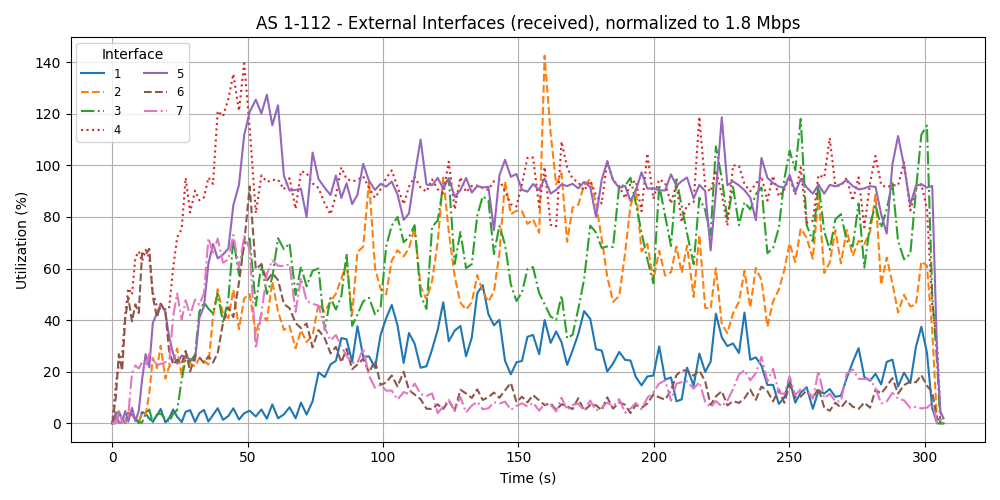 AS 1-112 - External Interfaces (received), normalized to 1.8 Mbps
Interface
1 5
2 6
3 7
4
Utilization (%)
140
120
100
80
60
40
20
0
0 50 100 150 200 250 300
Time (s)